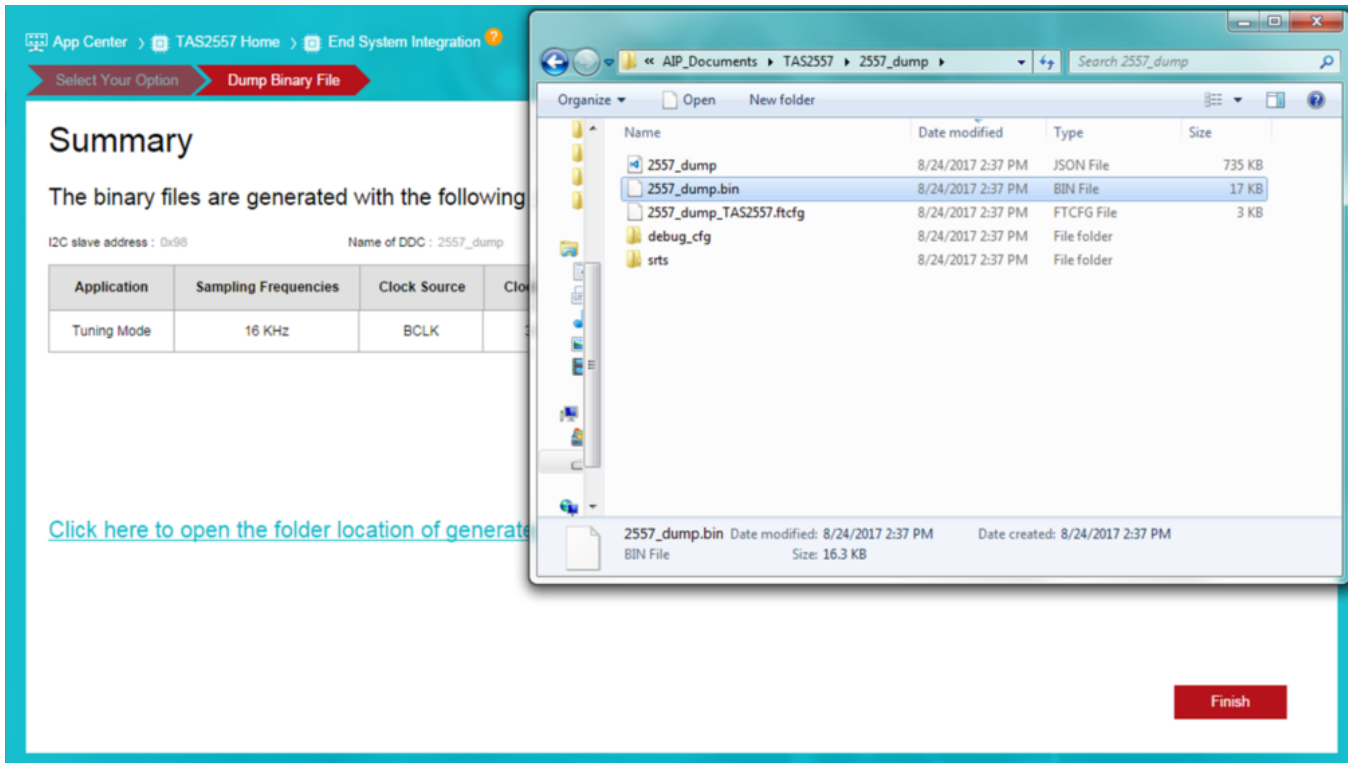 App Center > TAS2557 Home > End System Integration ?
Select Your Option
Dump Binary File
Summary
The binary files are generated with the following
I2C slave address : 0x98
Name of DDC : 2557_dump
Application Sampling Frequencies Clock Source
Tuning Mode 16 KHz BCLK
Click here to open the folder location of
Finish
« AIP_Documents ▸ TAS2557 ▸ 2557_dump ▸
Search 2557_dump
Organize Open New folder
Name Date modified Type Size
2557_dump 8/24/2017 2:37 PM JSON File 735 KB
2557_dump.bin 8/24/2017 2:37 PM BIN File 17 KB
2557_dump_TAS2557.ftcfg 8/24/2017 2:37 PM FTCFG File 3 KB
debug_cfg 8/24/2017 2:37 PM File folder
srts 8/24/2017 2:37 PM File folder
2557_dump.bin Date modified: 8/24/2017 2:37 PM Date created: 8/24/2017 2:37 PM
BIN File Size: 16.3 KB